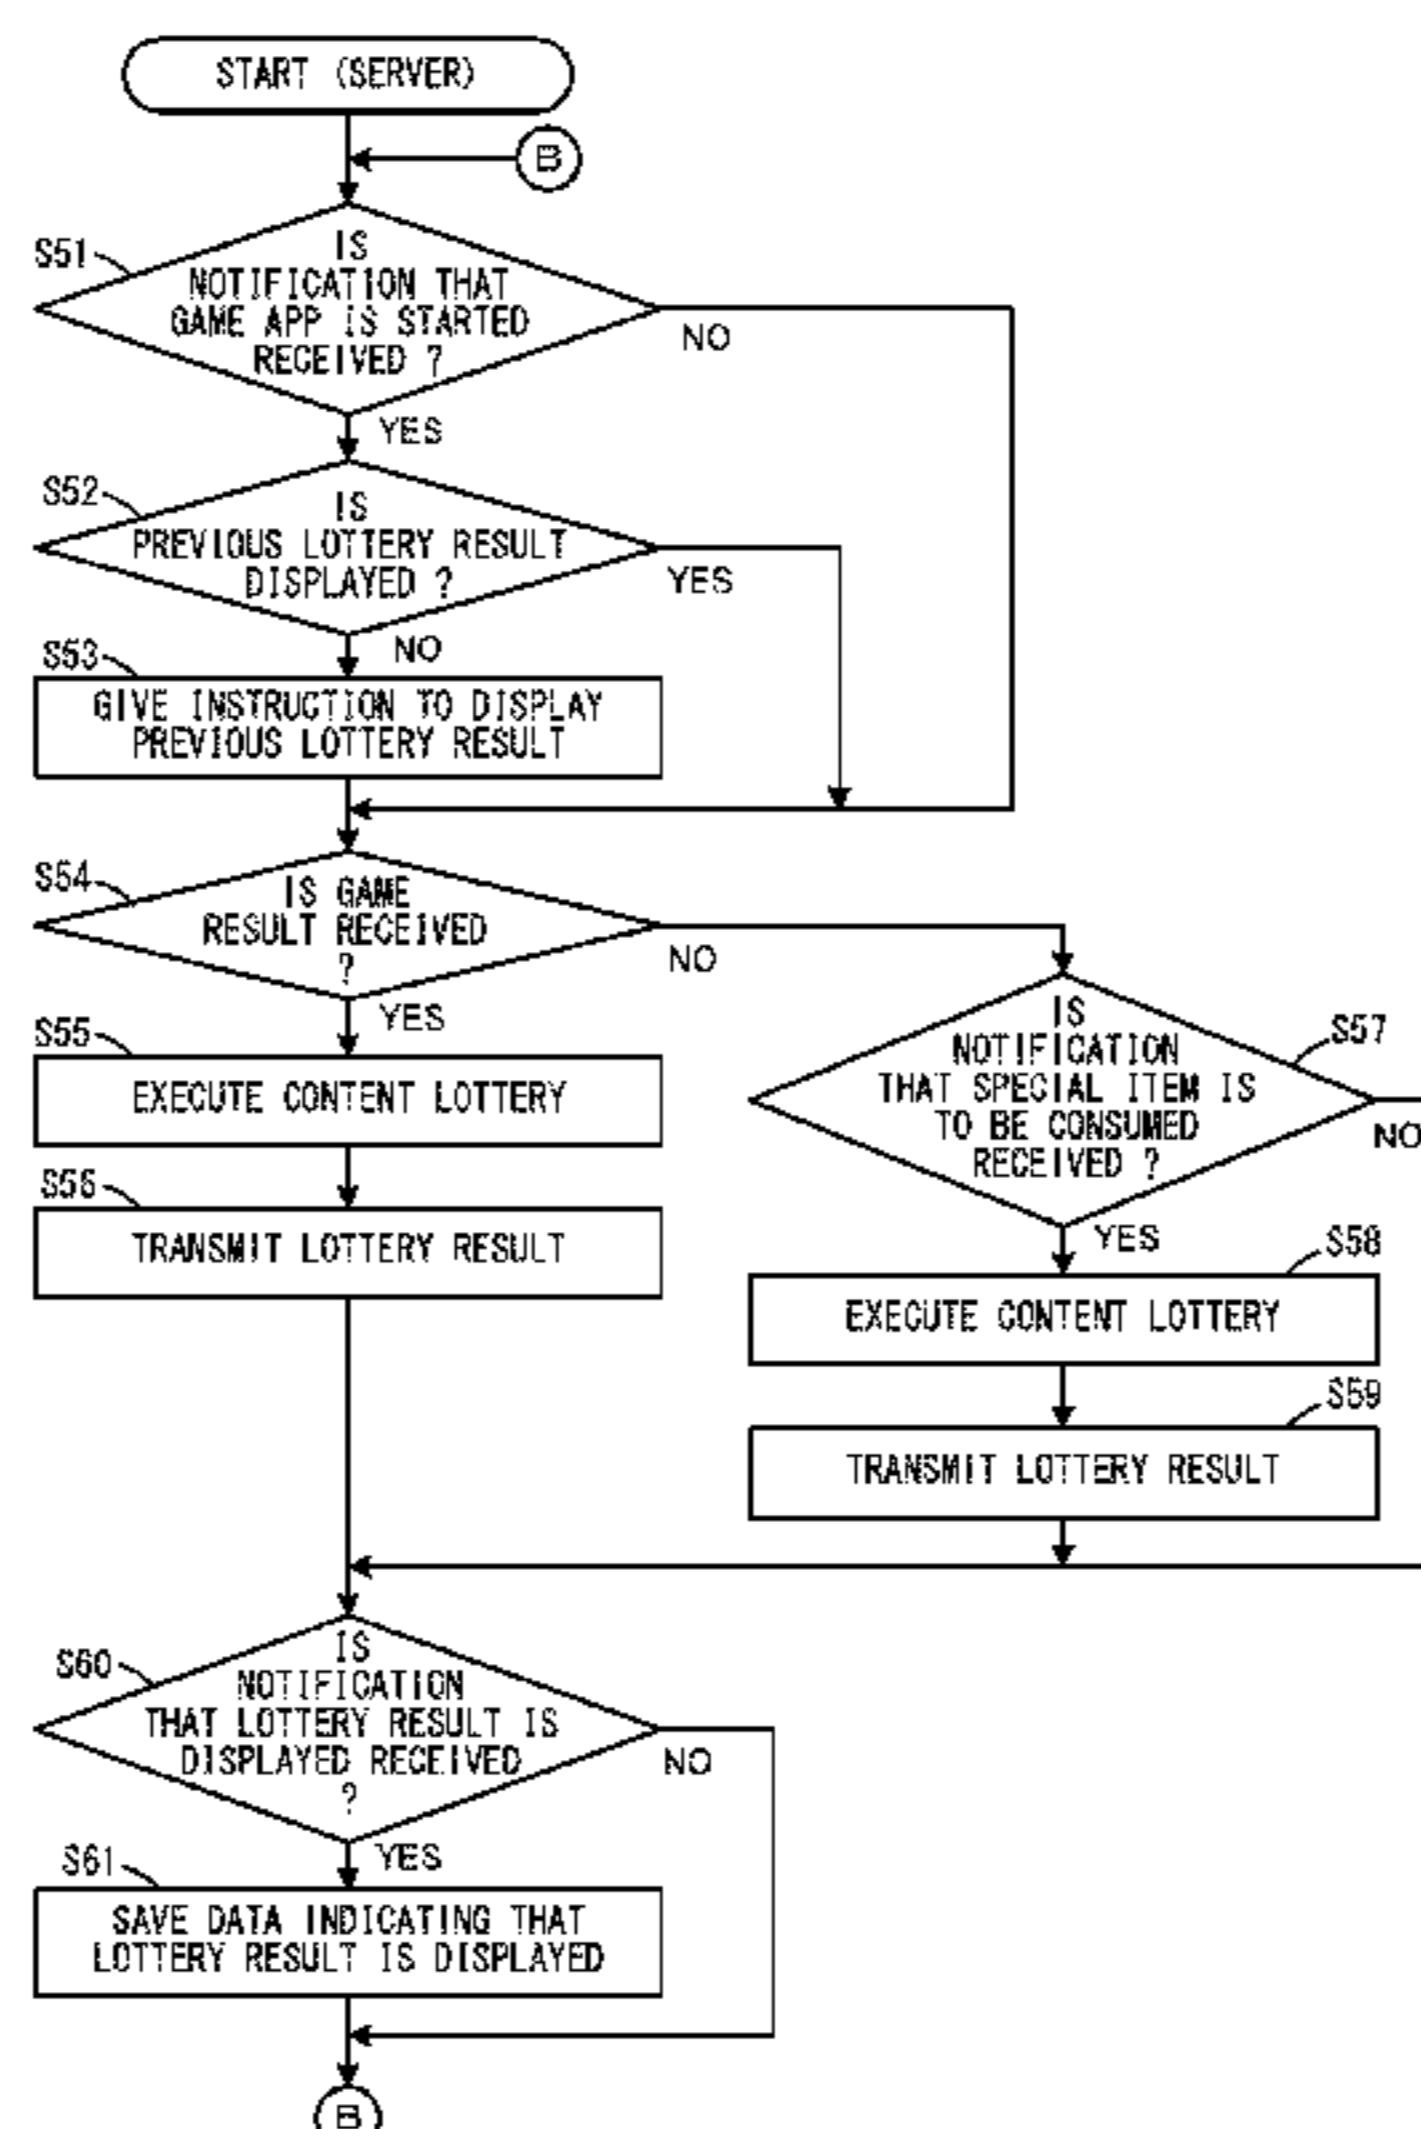 START (SERVER)
B
S51
IS
NOTIFICATION THAT
GAME APP IS STARTED
RECEIVED ?
NO
YES
S52
IS
PREVIOUS LOTTERY RESULT
DISPLAYED ?
YES
NO
S53
GIVE INSTRUCTION TO DISPLAY
PREVIOUS LOTTERY RESULT
S54
IS GAME
RESULT RECEIVED
?
NO
YES
S55
EXECUTE CONTENT LOTTERY
S56
TRANSMIT LOTTERY RESULT
S57
IS
NOTIFICATION
THAT SPECIAL ITEM IS
TO BE CONSUMED
RECEIVED ?
NO
YES
S58
EXECUTE CONTENT LOTTERY
S59
TRANSMIT LOTTERY RESULT
S60
IS
NOTIFICATION
THAT LOTTERY RESULT IS
DISPLAYED RECEIVED
?
NO
YES
S61
SAVE DATA INDICATING THAT
LOTTERY RESULT IS DISPLAYED
B